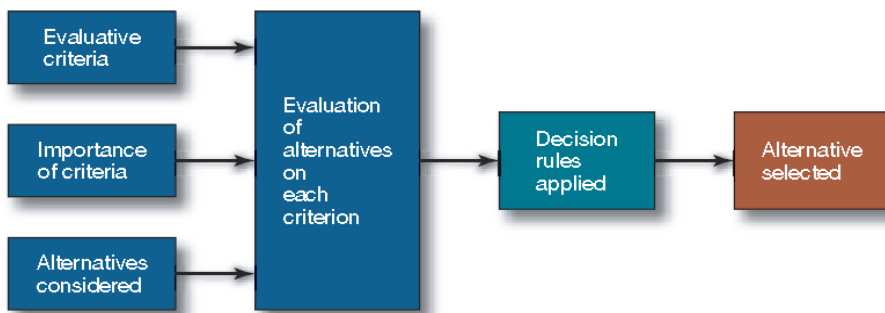 Evaluative
criteria
Importance
of criteria
Alternatives
considered
Evaluation
of
alternatives
on
each
criterion
Decision
rules
applied
Alternative
selected